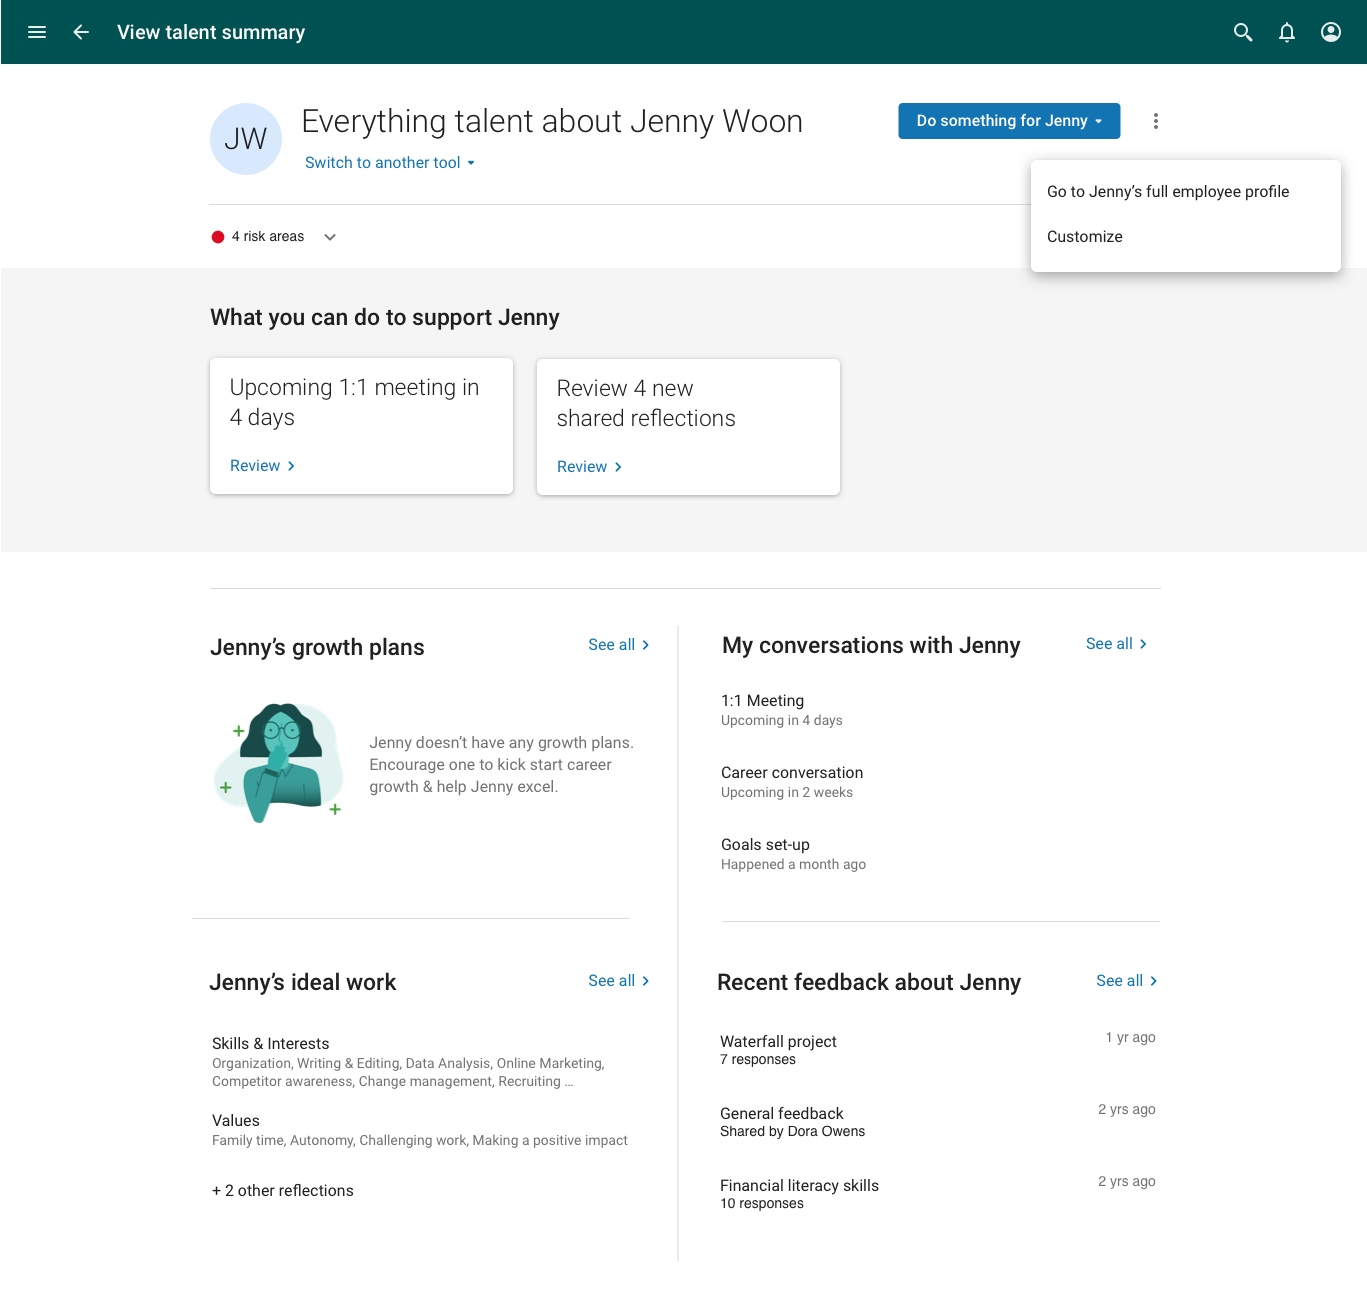 View talent summary
JW
Everything talent about Jenny Woon
Do something for Jenny
Switch to another tool
Go to Jenny’s full employee profile
Customize
4 risk areas
What you can do to support Jenny
Upcoming 1:1 meeting in
4 days
Review
Review 4 new
shared reflections
Review
Jenny’s growth plans
See all
Jenny doesn’t have any growth plans.
Encourage one to kick start career
growth & help Jenny excel.
My conversations with Jenny
See all
1:1 Meeting
Upcoming in 4 days
Career conversation
Upcoming in 2 weeks
Goals set-up
Happened a month ago
Jenny’s ideal work
See all
Skills & Interests
Organization, Writing & Editing, Data Analysis, Online Marketing,
Competitor awareness, Change management, Recruiting ...
Values
Family time, Autonomy, Challenging work, Making a positive impact
+ 2 other reflections
Recent feedback about Jenny
See all
Waterfall project
1 yr ago
7 responses
General feedback
2 yrs ago
Shared by Dora Owens
Financial literacy skills
2 yrs ago
10 responses